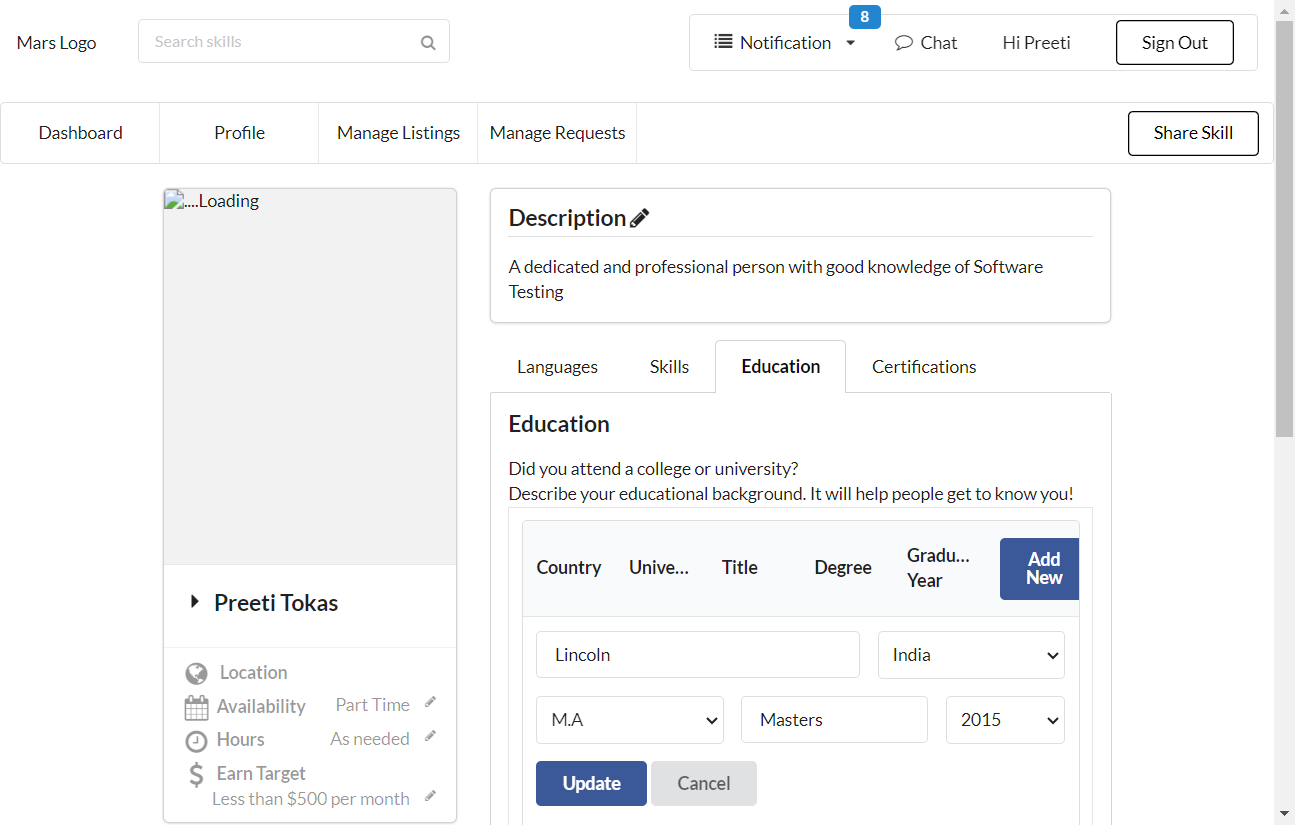 Mars Logo
Search skills
8
Notification
Chat
Hi Preeti
Sign Out
Dashboard
Profile
Manage Listings
Manage Requests
Share Skill
....Loading
Preeti Tokas
Location
Availability
Part Time
Hours
As needed
Earn Target
Less than $500 per month
Description
A dedicated and professional person with good knowledge of Software
Testing
Languages
Skills
Education
Certifications
Education
Did you attend a college or university?
Describe your educational background. It will help people get to know you!
Country
Unive...
Title
Degree
Gradu...
Year
Add
New
Lincoln
India
M.A
Masters
2015
Update
Cancel